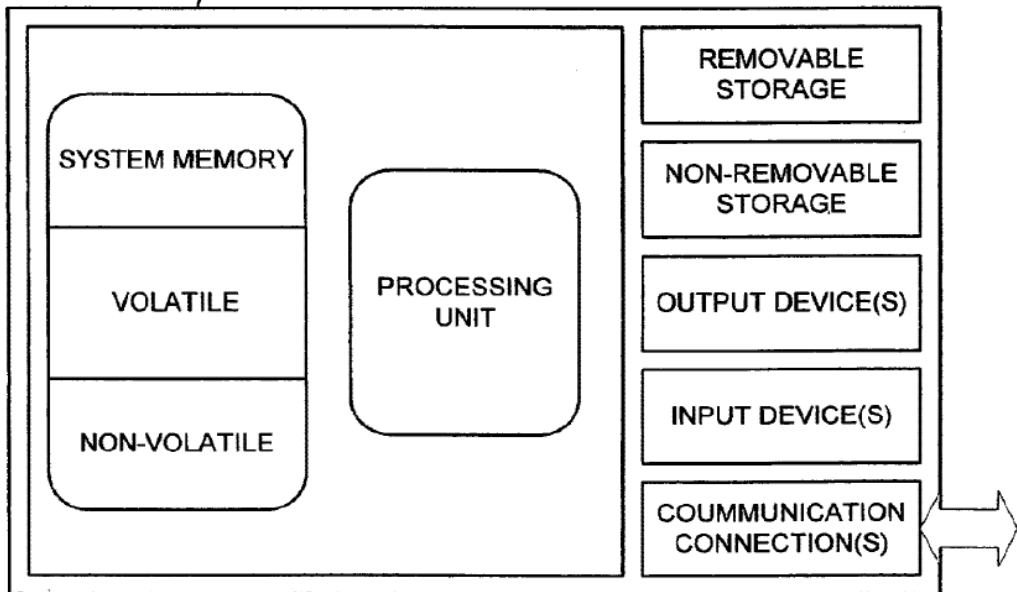 SYSTEM MEMORY
VOLATILE
NON-VOLATILE
PROCESSING
UNIT
REMOVABLE
STORAGE
NON-REMOVABLE
STORAGE
OUTPUT DEVICE(S)
INPUT DEVICE(S)
COUMMUNICATION
CONNECTION(S)